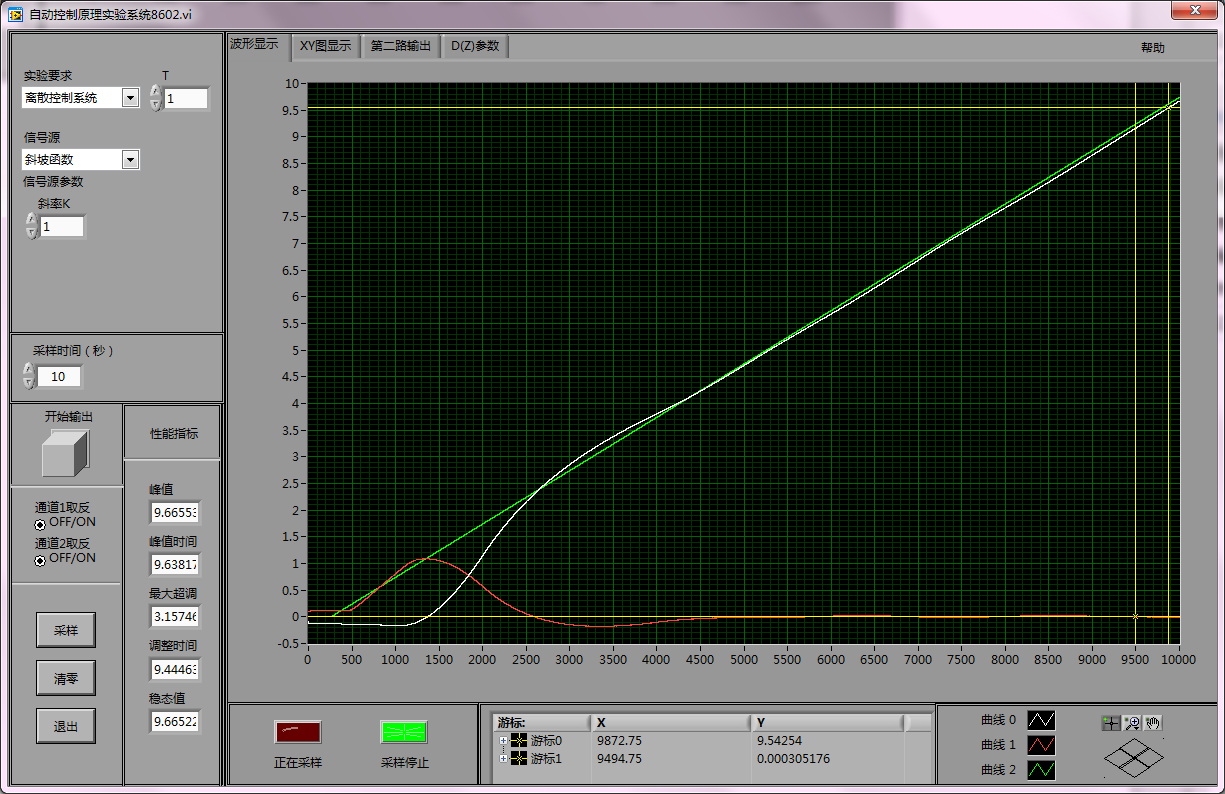 自动控制原理实验系统8602.vi
实验要求
T
离散控制系统
1
信号源
斜坡函数
信号源参数
斜率K
1
采样时间（秒）
10
开始输出
通道1取反
OFF/ON
通道2取反
OFF/ON
采样
清零
退出
性能指标
峰值
9.66553
峰值时间
9.63817
最大超调
3.15746
调整时间
9.44463
稳态值
9.66522
波形显示
XY图显示
第二路输出
D(Z)参数
帮助
10
9.5
9
8.5
8
7.5
7
6.5
6
5.5
5
4.5
4
3.5
3
2.5
2
1.5
1
0.5
0
-0.5
0 500 1000 1500 2000 2500 3000 3500 4000 4500 5000 5500 6000 6500 7000 7500 8000 8500 9000 9500 10000
正在采样
采样停止
游标: X Y
游标0 9872.75 9.54254
游标1 9494.75 0.000305176
曲线 0
曲线 1
曲线 2